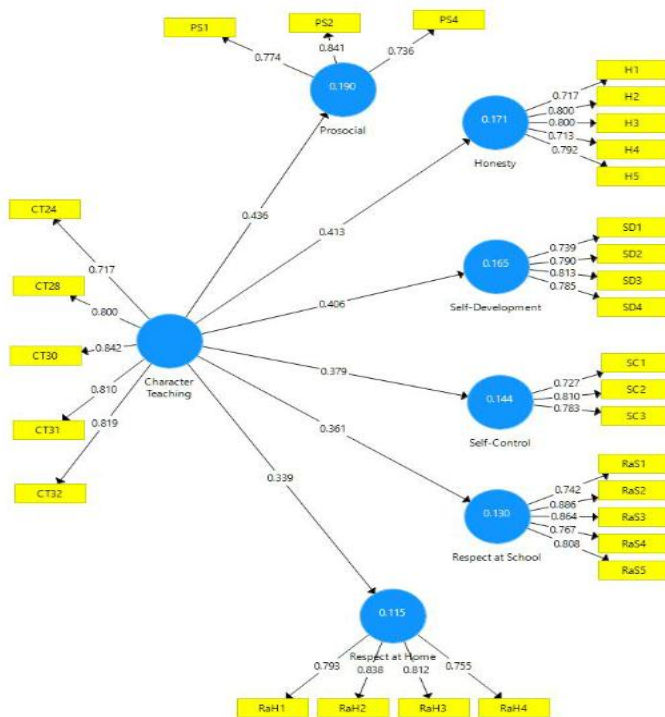 PS1
PS2
PS4
0.774
0.841
0.736
0.190
Prosocial
H1
H2
H3
H4
H5
0.717
0.800
0.800
0.713
0.792
0.171
Honesty
CT24
CT28
CT30
CT31
CT32
0.717
0.800
0.842
0.810
0.819
Character
Teaching
0.436
0.413
0.406
0.379
0.361
0.339
SD1
SD2
SD3
SD4
0.739
0.790
0.813
0.785
0.165
Self-Development
SC1
SC2
SC3
0.727
0.810
0.783
0.144
Self-Control
RaS1
RaS2
RaS3
RaS4
RaS5
0.742
0.886
0.864
0.767
0.808
0.130
Respect at School
0.115
Respect at Home
0.793
0.838
0.812
0.755
RaH1
RaH2
RaH3
RaH4